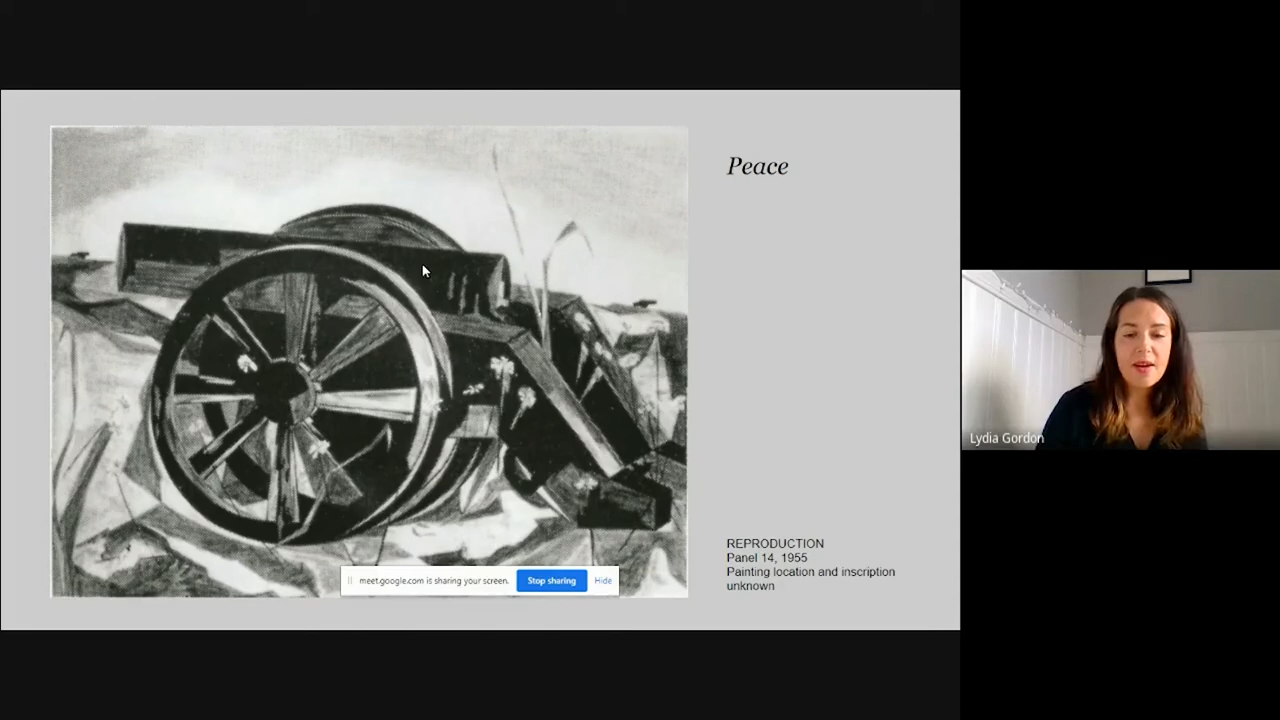 Peace
REPRODUCTION
Panel 14, 1955
Painting location and inscription
unknown
meet.google.com is sharing your screen.
Stop sharing
Hide
Lydia Gordon